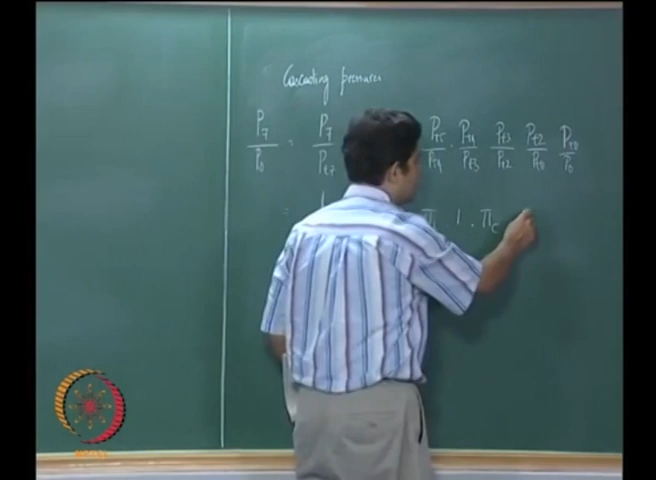 Cascading pressures
P7/P0 = P7/Pt7 Pt5/Pt4 . Pt4/Pt3 Pt3/Pt2 Pt2/Pt0 Pt0/P0
= 1 π 1 . πc